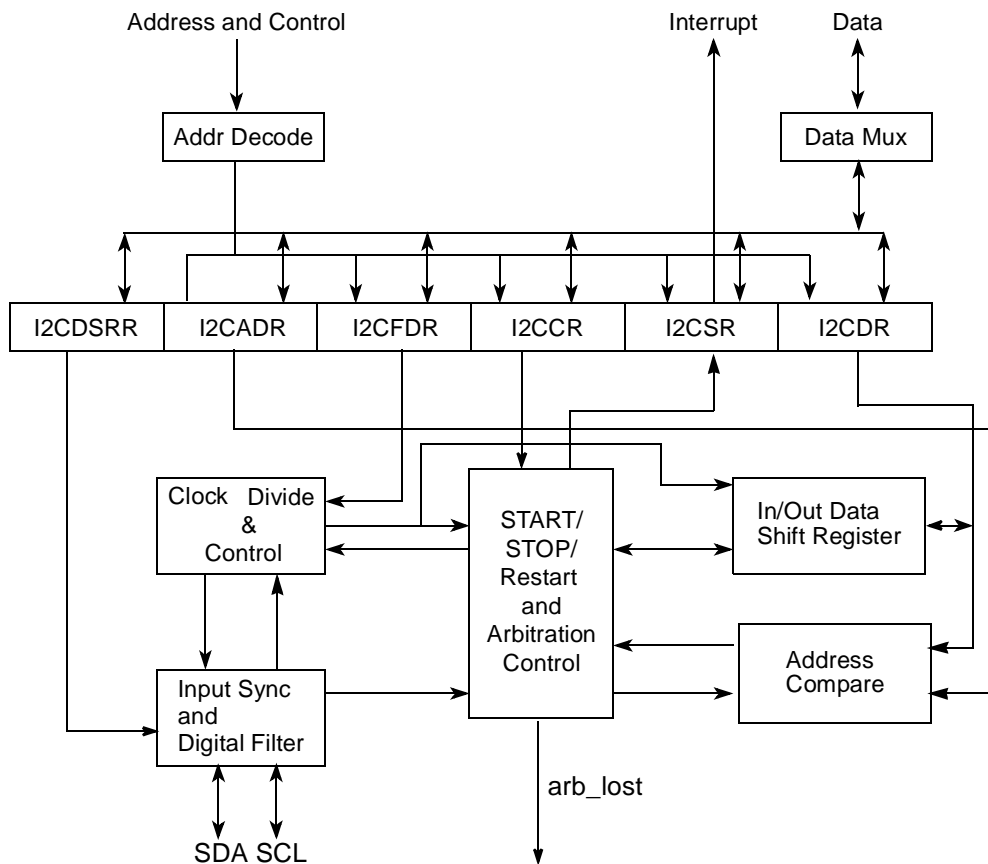 Address and Control
Interrupt
Data
Addr Decode
Data Mux
I2CDSRR
I2CADR
I2CFDR
I2CCR
I2CSR
I2CDR
Clock Divide
&
Control
START/
STOP/
Restart
and
Arbitration
Control
In/Out Data
Shift Register
Input Sync
and
Digital Filter
Address
Compare
arb_lost
SDA SCL